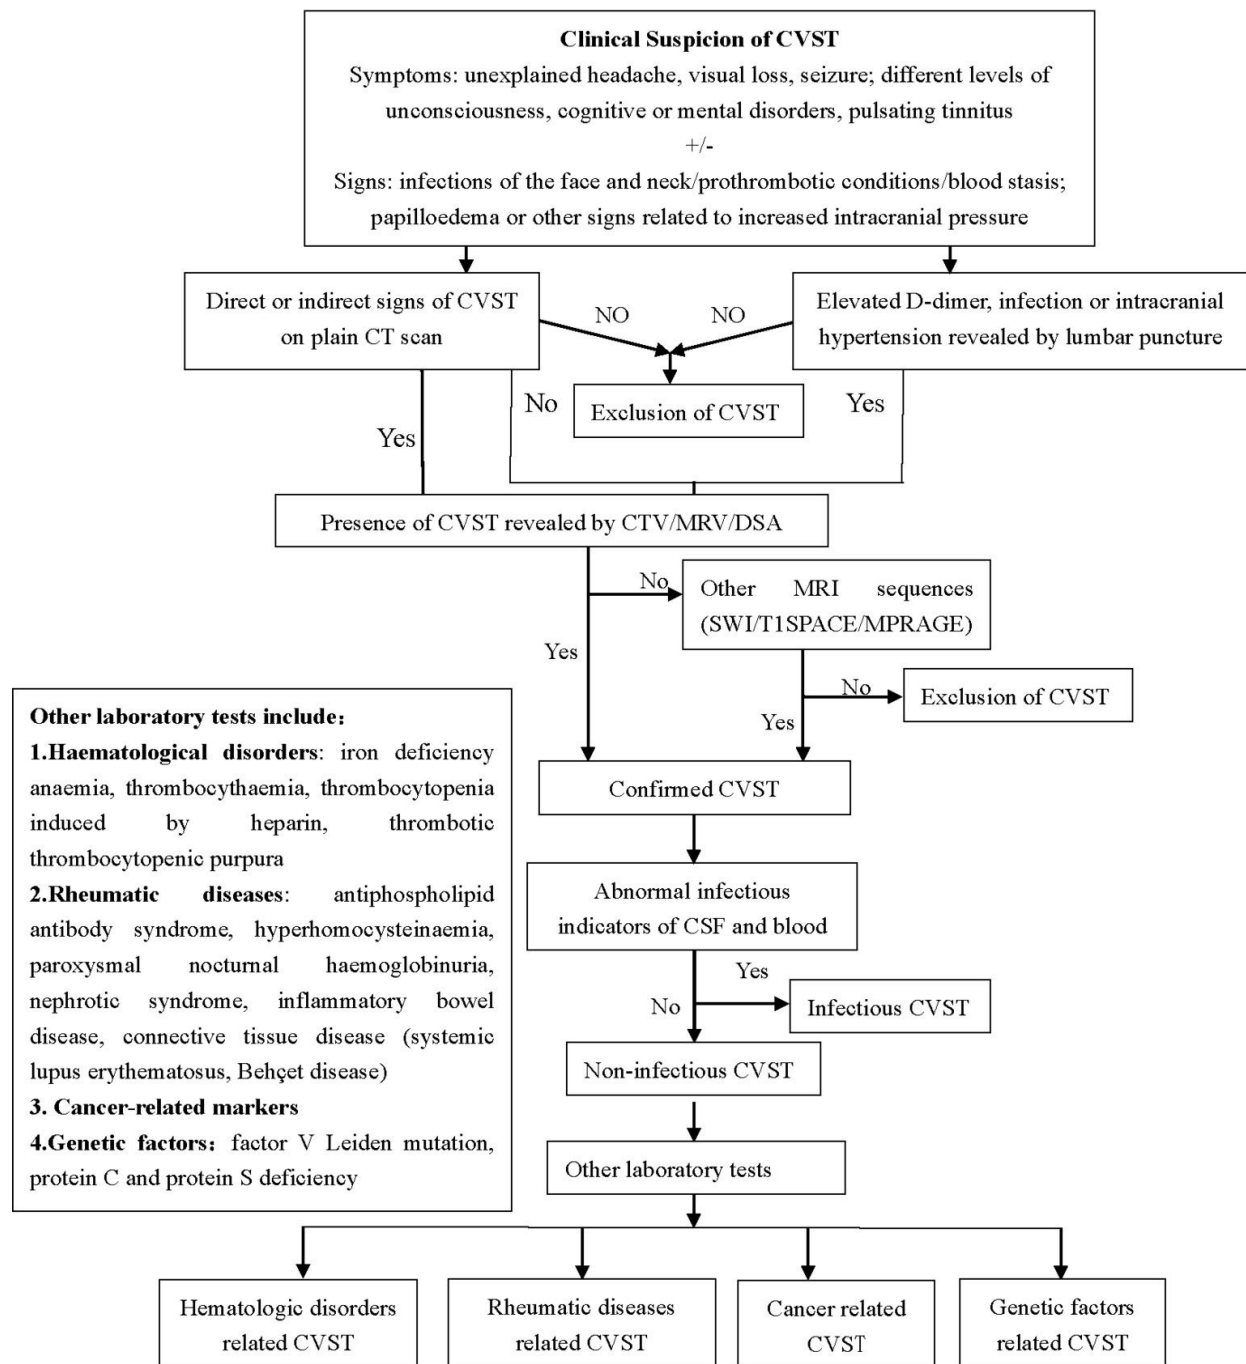 Clinical Suspicion of CVST
Symptoms: unexplained headache, visual loss, seizure; different levels of
unconsciousness, cognitive or mental disorders, pulsating tinnitus
+/-
Signs: infections of the face and neck/prothrombotic conditions/blood stasis;
papilloedema or other signs related to increased intracranial pressure
Direct or indirect signs of CVST
on plain CT scan
NO
NO
Elevated D-dimer, infection or intracranial
hypertension revealed by lumbar puncture
Exclusion of CVST
Yes
No
Yes
Presence of CVST revealed by CTV/MRV/DSA
No
Other MRI sequences
(SWI/T1SPACE/MPRAGE)
Yes
No
Exclusion of CVST
Yes
Confirmed CVST
Abnormal infectious
indicators of CSF and blood
Yes
No
Infectious CVST
Non-infectious CVST
Other laboratory tests
Other laboratory tests include：
1.Haematological disorders: iron deficiency
anaemia, thrombocythaemia, thrombocytopenia
induced by heparin, thrombotic
thrombocytopenic purpura
2.Rheumatic diseases: antiphospholipid
antibody syndrome, hyperhomocysteinaemia,
paroxysmal nocturnal haemoglobinuria,
nephrotic syndrome, inflammatory bowel
disease, connective tissue disease (systemic
lupus erythematosus, Behçet disease)
3. Cancer-related markers
4.Genetic factors：factor V Leiden mutation,
protein C and protein S deficiency
Hematologic disorders
related CVST
Rheumatic diseases
related CVST
Cancer related
CVST
Genetic factors
related CVST